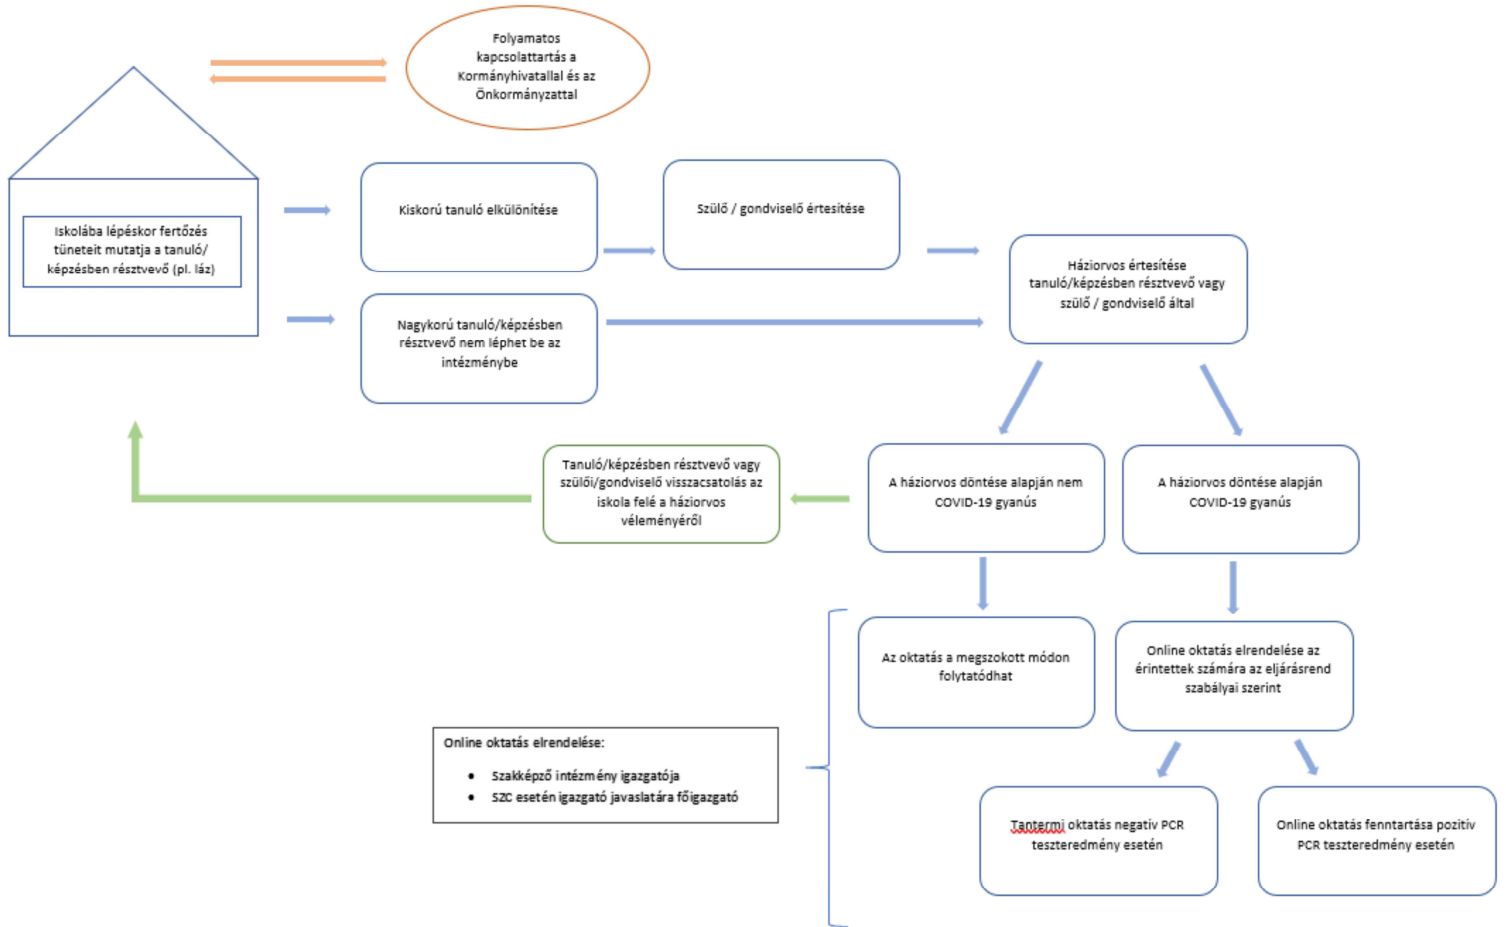 Folyamatos
kapcsolattartás a
Kormányhivatallal és az
Önkormányzattal
Iskolába lépéskor fertőzés
tüneteit mutatja a tanuló/
képzésben résztvevő (pl. láz)
Kiskorú tanuló elkülönítése
Szülő / gondviselő értesítése
Nagykorú tanuló/képzésben
résztvevő nem léphet be az
intézménybe
Háziorvos értesítése
tanuló/képzésben résztvevő vagy
szülő / gondviselő által
Tanuló/képzésben résztvevő vagy
szülői/gondviselő visszacsatolás az
iskola felé a háziorvos
véleményéről
A háziorvos döntése alapján nem
COVID-19 gyanús
A háziorvos döntése alapján
COVID-19 gyanús
Az oktatás a megszokott módon
folytatódhat
Online oktatás elrendelése az
érintettek számára az eljárásrend
szabályai szerint
Online oktatás elrendelése:
• Szakképző intézmény igazgatója
• SZC esetén igazgató javaslatára főigazgató
Tantermi oktatás negatív PCR
teszteredmény esetén
Online oktatás fenntartása pozitív
PCR teszteredmény esetén